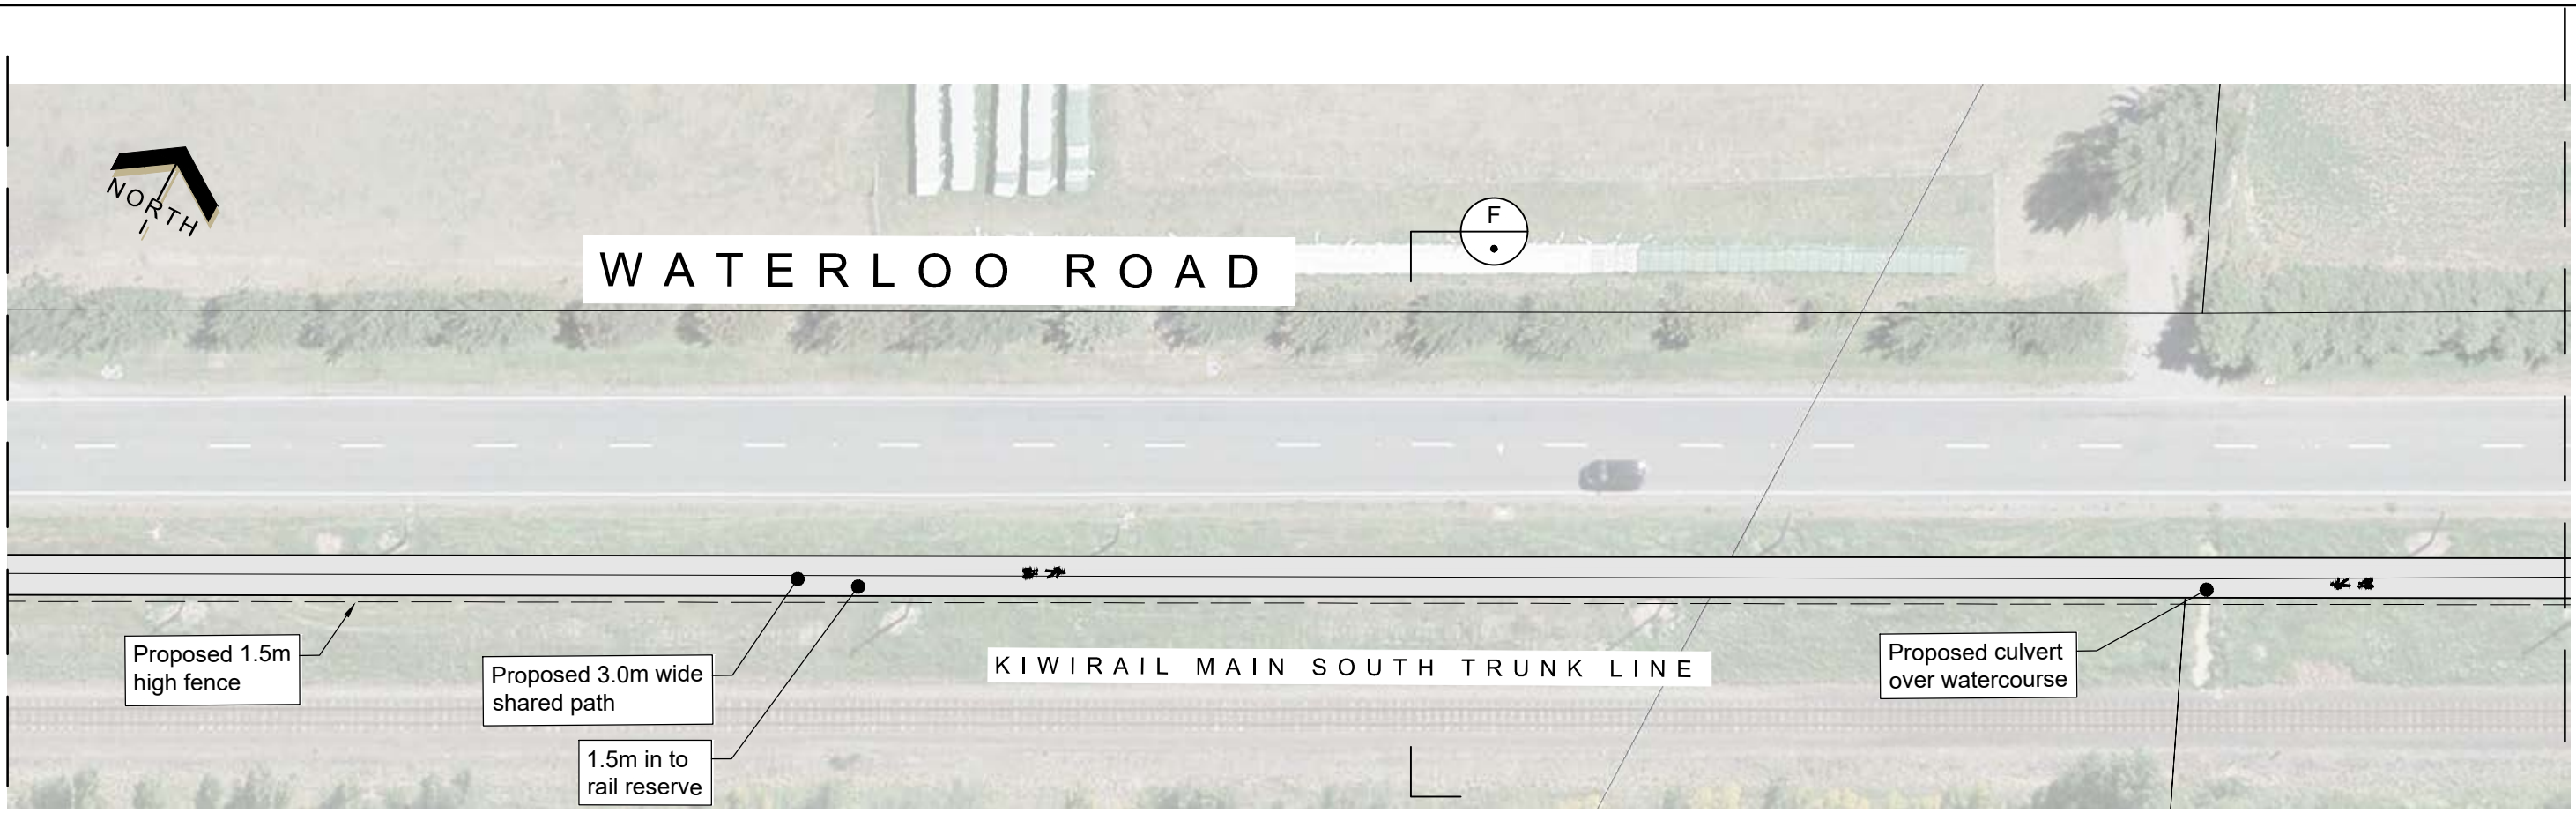 NORTH
F
WATERLOO ROAD
Proposed 1.5m
high fence
Proposed 3.0m wide
shared path
1.5m in to
rail reserve
KIWIRAIL MAIN SOUTH TRUNK LINE
Proposed culvert
over watercourse